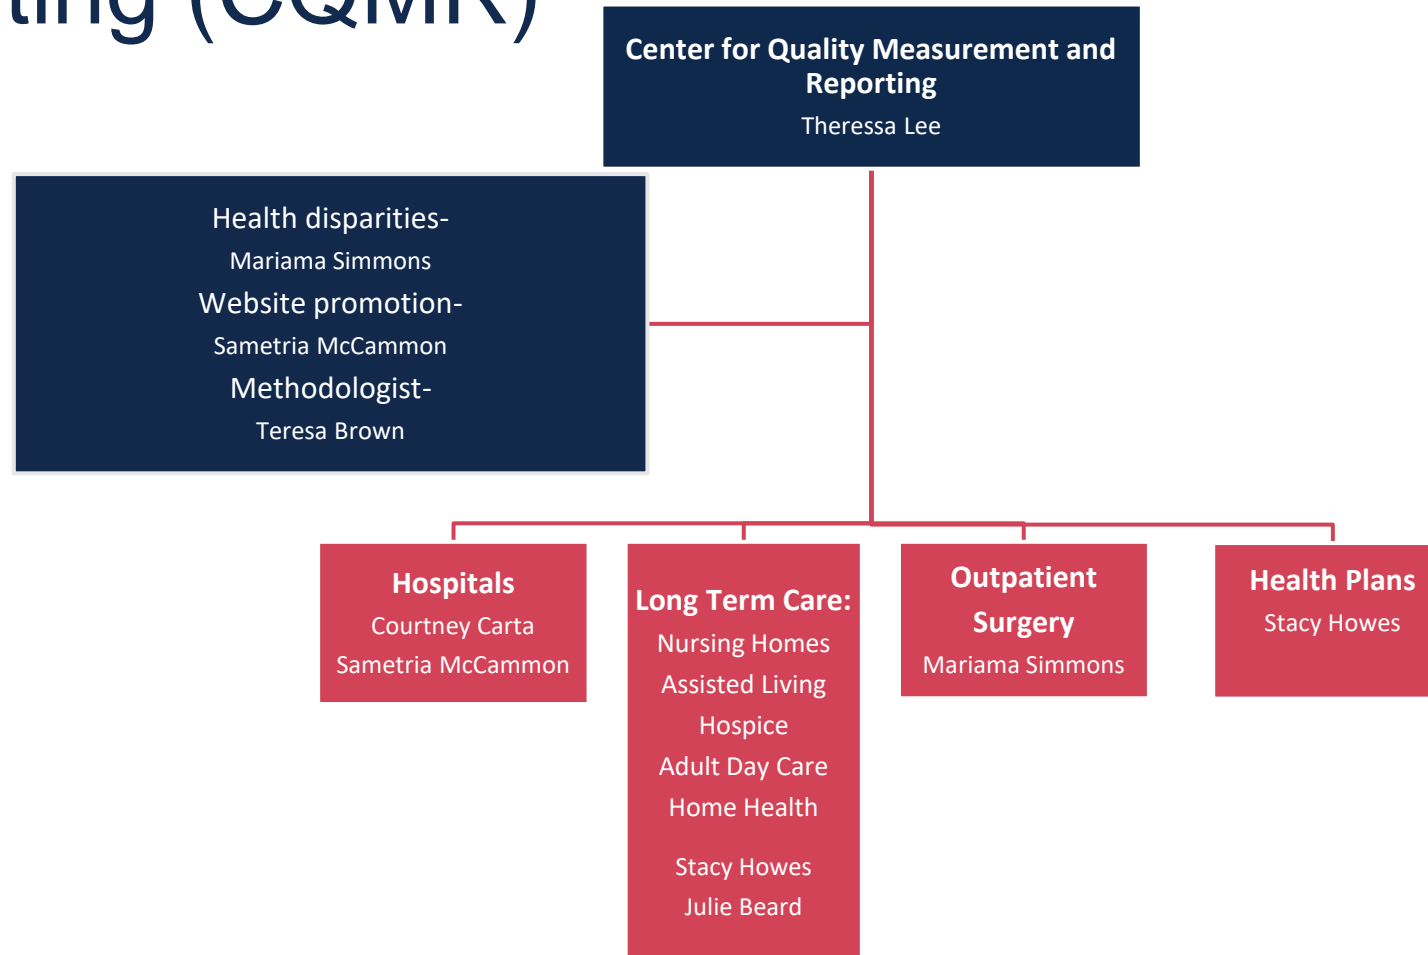 ting (CQMR)
Center for Quality Measurement and
Reporting
Theressa Lee
Health disparities-
Mariama Simmons
Website promotion-
Sametria McCammon
Methodologist-
Teresa Brown
Hospitals
Courtney Carta
Sametria McCammon
Long Term Care:
Nursing Homes
Assisted Living
Hospice
Adult Day Care
Home Health
Stacy Howes
Julie Beard
Outpatient
Surgery
Mariama Simmons
Health Plans
Stacy Howes